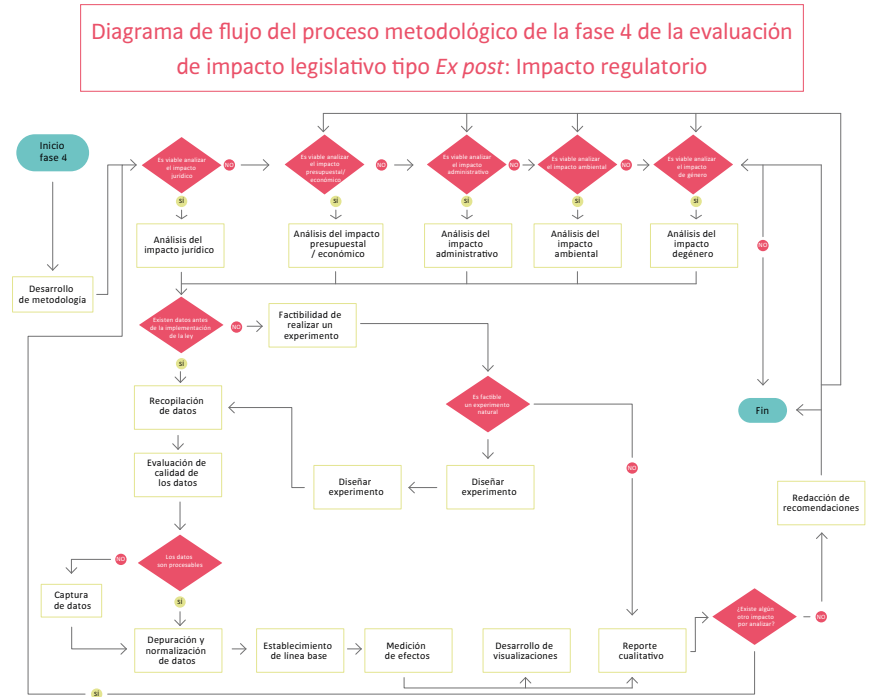 Diagrama de flujo del proceso metodológico de la fase 4 de la evaluación
de impacto legislativo tipo Ex post: Impacto regulatorio
Inicio
fase 4
Es viable analizar
el impacto
jurídico
NO
Es viable analizar
el impacto
presupuestal/
económico
NO
Es viable analizar
el impacto
administrativo
NO
Es viable analizar
el impacto ambiental
NO
Es viable analizar
el impacto
de género
SÍ
SÍ
SÍ
SÍ
SÍ
Análisis del
impacto jurídico
Análisis del impacto
presupuestal
/ económico
Análisis del
impacto
administrativo
Análisis del
impacto
ambiental
Análisis del
impacto
degénero
NO
Desarrollo
de metodología
Existen datos antes
de la implementación
de la ley
NO
Factibilidad de
realizar un
experimento
SÍ
Recopilación
de datos
Es factible
un experimento
natural
Fin
Evaluación de
calidad de
los datos
Diseñar
experimento
Diseñar
experimento
NO
Redacción de
recomendaciones
Los datos
son procesables
NO
NO
Captura
de datos
SÍ
¿Existe algún
otro impacto
por analizar?
Depuración y
normalización
de datos
Establecimiento
de línea base
Medición
de efectos
Desarrollo de
visualizaciones
Reporte
cualitativo
SÍ